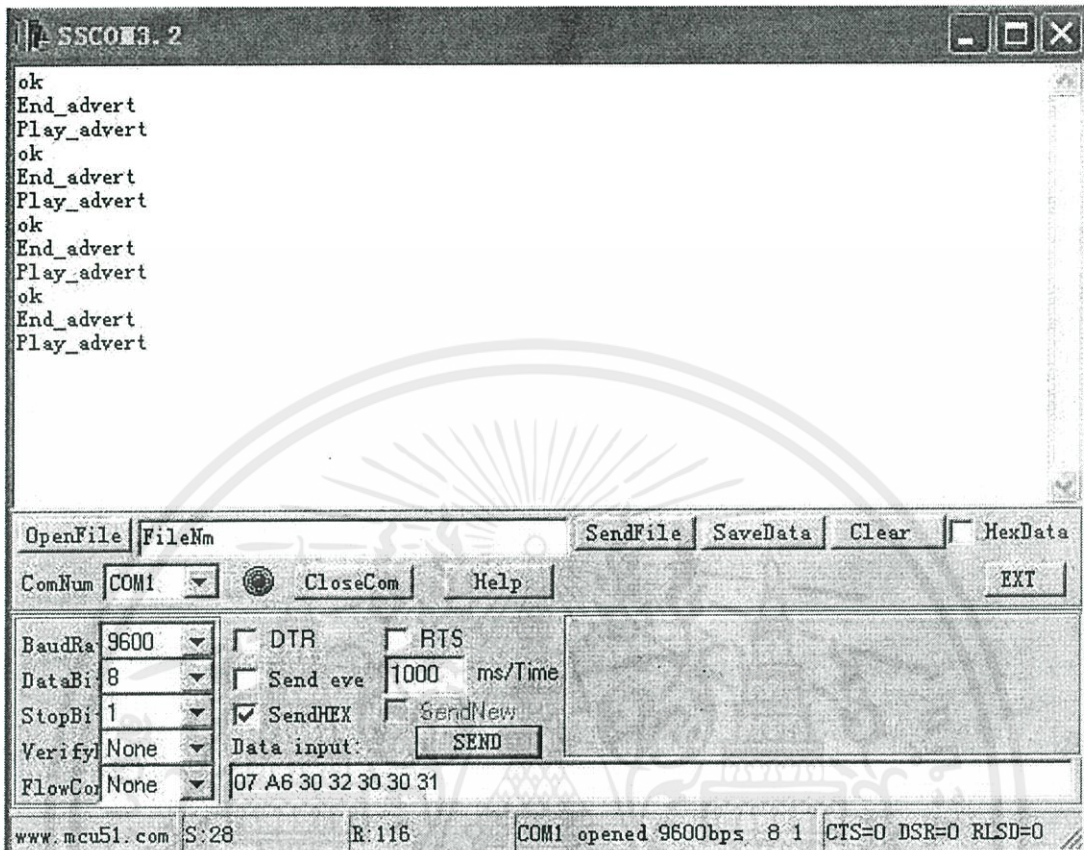 SSCOM3.2
ok
End_advert
Play_advert
ok
End_advert
Play_advert
ok
End_advert
Play_advert
ok
End_advert
Play_advert
OpenFile FileNm SendFile SaveData Clear HexData
ComNum COM1 CloseCom Help EXT
BaudRa 9600 DTR RTS
DataBi 8 Send eve 1000 ms/Time
StopBi 1 SendHEX SendNew
Verify None Data input: SEND
FlowCo None 07 A6 30 32 30 30 31
www.mcu51.com S:28 R:116 COM1 opened 9600bps 8 1 CTS=0 DSR=0 RLSD=0